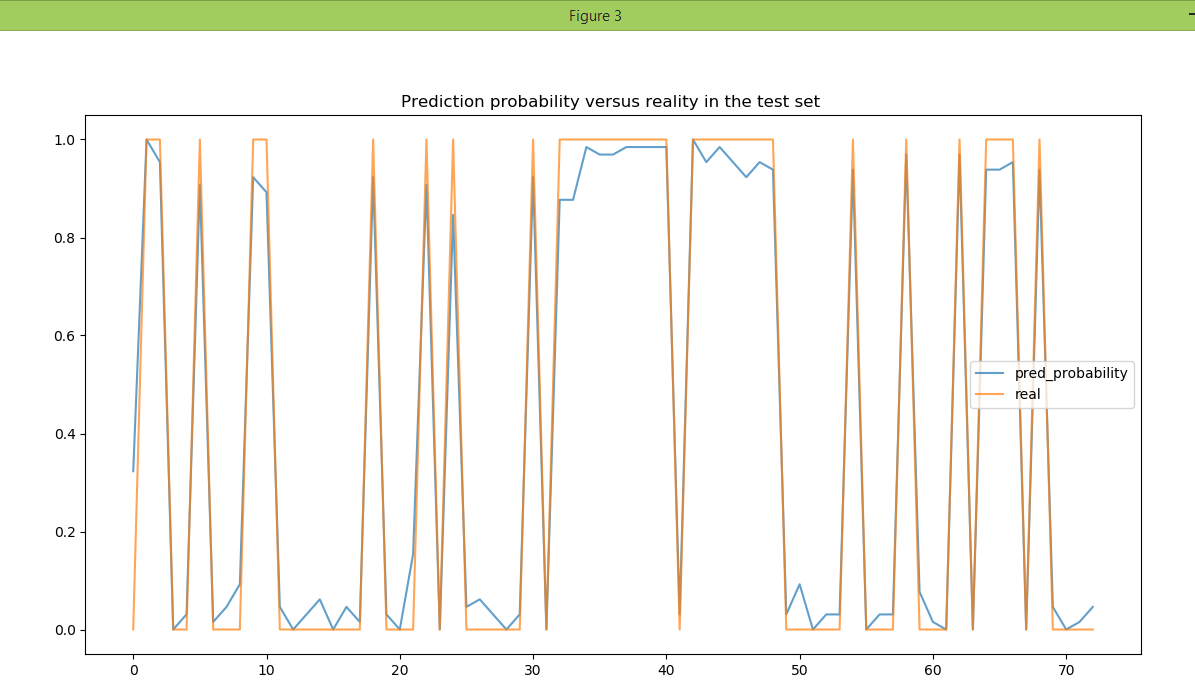 Figure 3
Prediction probability versus reality in the test set
1.0
0.8
0.6
0.4
0.2
0.0
pred_probability
real
0 10 20 30 40 50 60 70